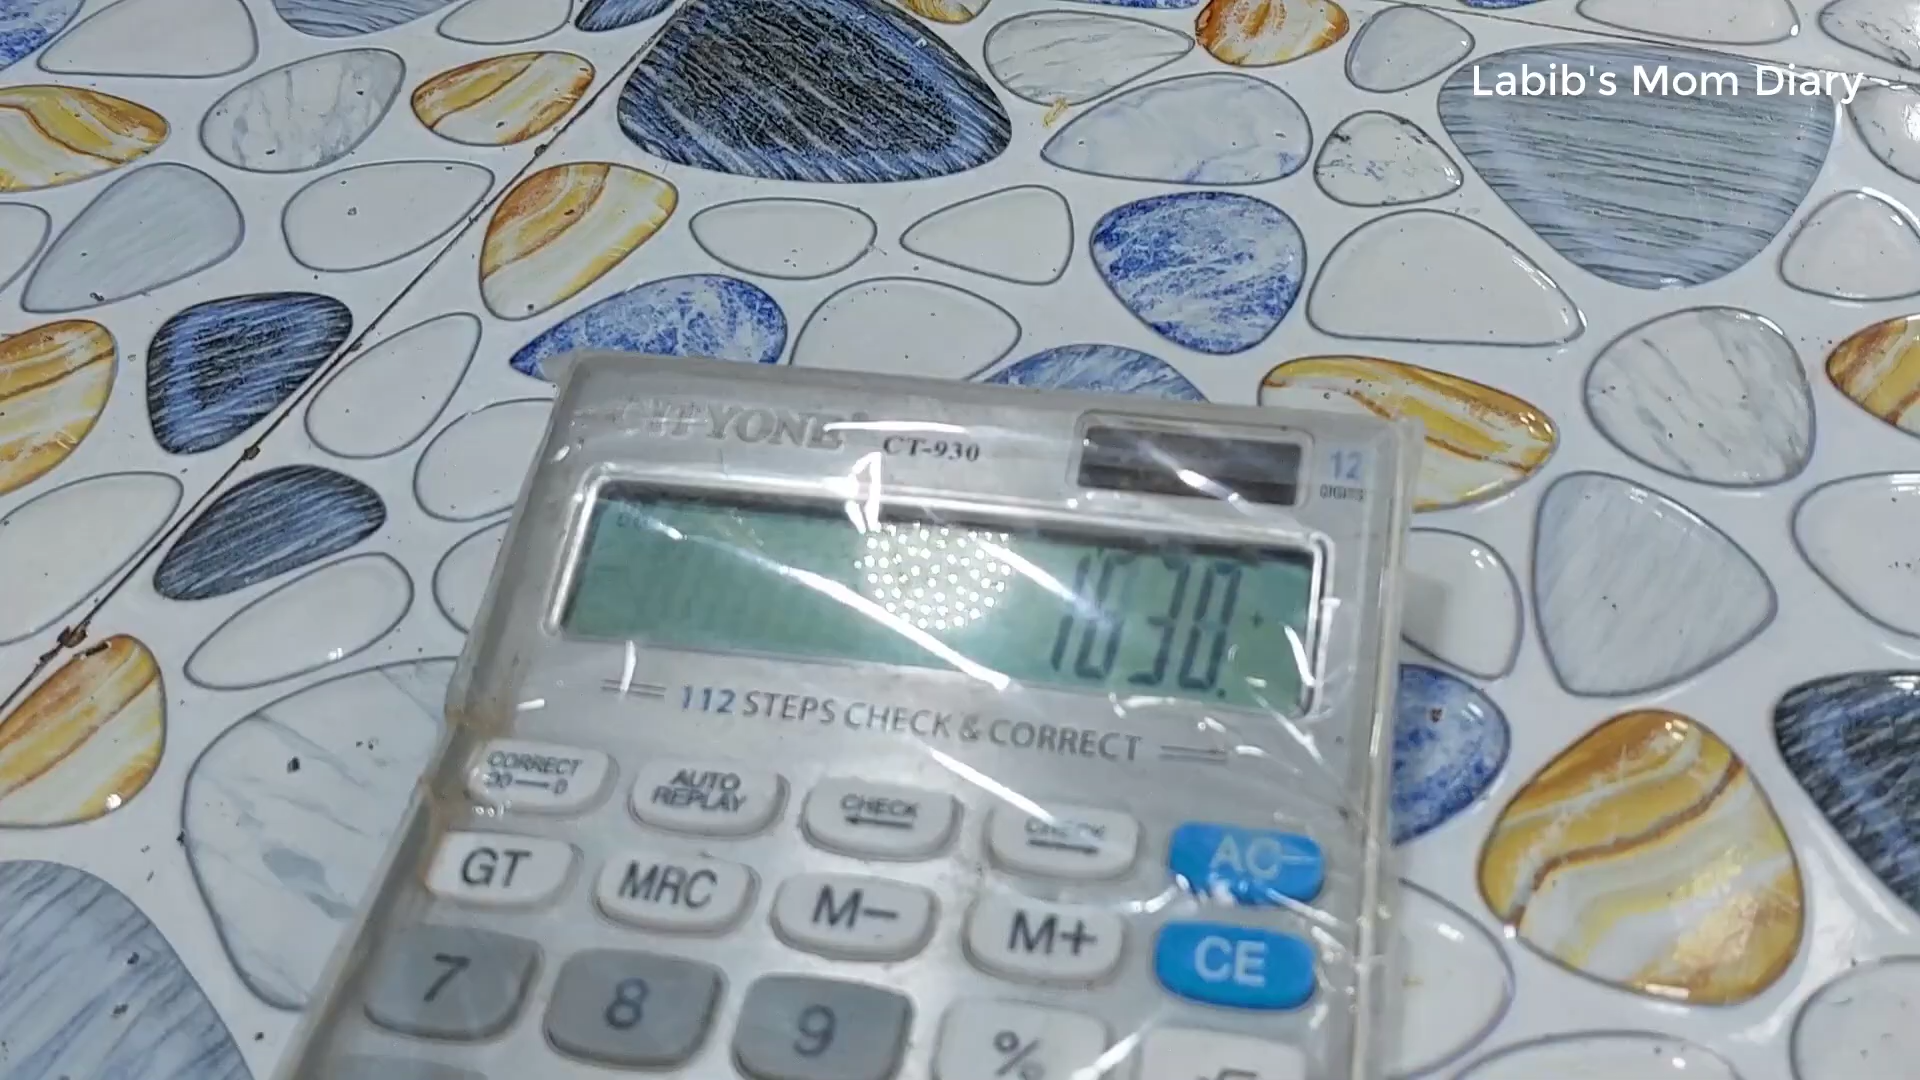 Labib's Mom Diary
CT-930
12
DIGITS
1030.
112 STEPS CHECK & CORRECT
CORRECT
AUTO
REPLAY
CHECK
CHECK
AC
GT
MRC
M−
M+
CE
7
8
9
%